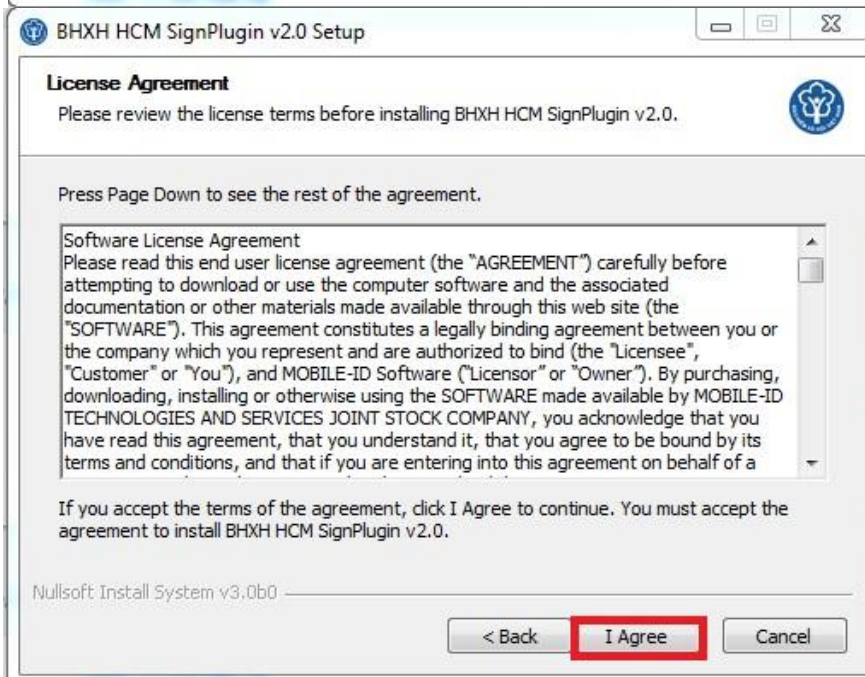 BHXH HCM SignPlugin v2.0 Setup
License Agreement
Please review the license terms before installing BHXH HCM SignPlugin v2.0.
Press Page Down to see the rest of the agreement.
Software License Agreement
Please read this end user license agreement (the “AGREEMENT”) carefully before
attempting to download or use the computer software and the associated
documentation or other materials made available through this web site (the
"SOFTWARE"). This agreement constitutes a legally binding agreement between you or
the company which you represent and are authorized to bind (the "Licensee",
"Customer" or "You"), and MOBILE-ID Software (“Licensor” or “Owner”). By purchasing,
downloading, installing or otherwise using the SOFTWARE made available by MOBILE-ID
TECHNOLOGIES AND SERVICES JOINT STOCK COMPANY, you acknowledge that you
have read this agreement, that you understand it, that you agree to be bound by its
terms and conditions, and that if you are entering into this agreement on behalf of a
If you accept the terms of the agreement, click I Agree to continue. You must accept the
agreement to install BHXH HCM SignPlugin v2.0.
Nullsoft Install System v3.0b0
< Back
I Agree
Cancel